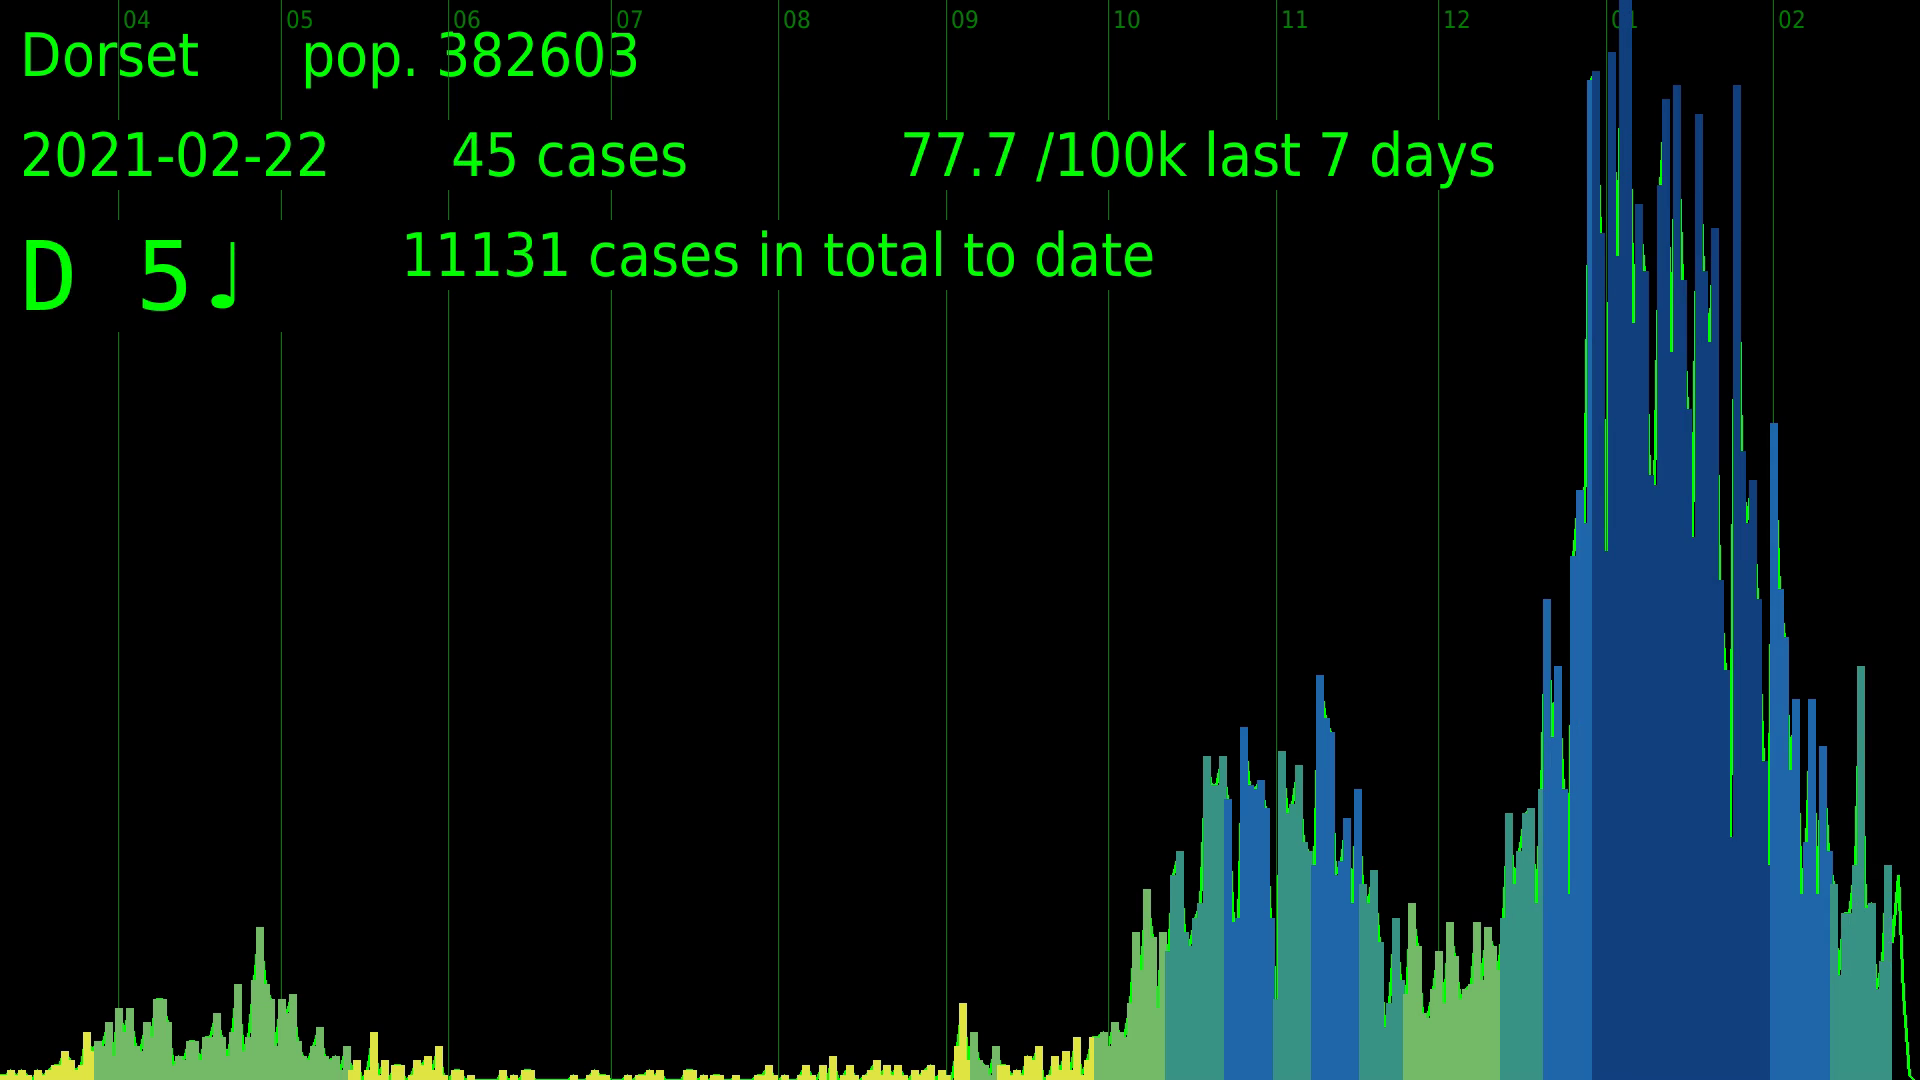 04 05 06 07 08 09 10 11 12 01 02
Dorset pop. 382603
2021-02-22 45 cases 77.7 /100k last 7 days
D 5♩ 11131 cases in total to date